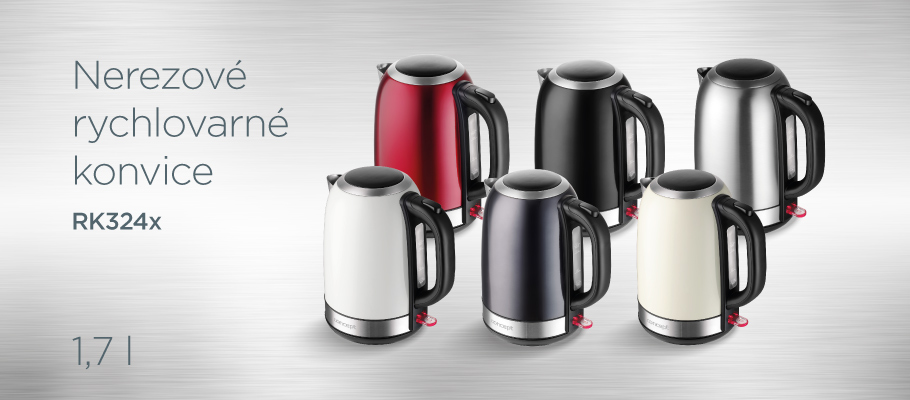 Nerezové
rychlovarné
konvice
RK324x
1,7 l
concept
concept
concept